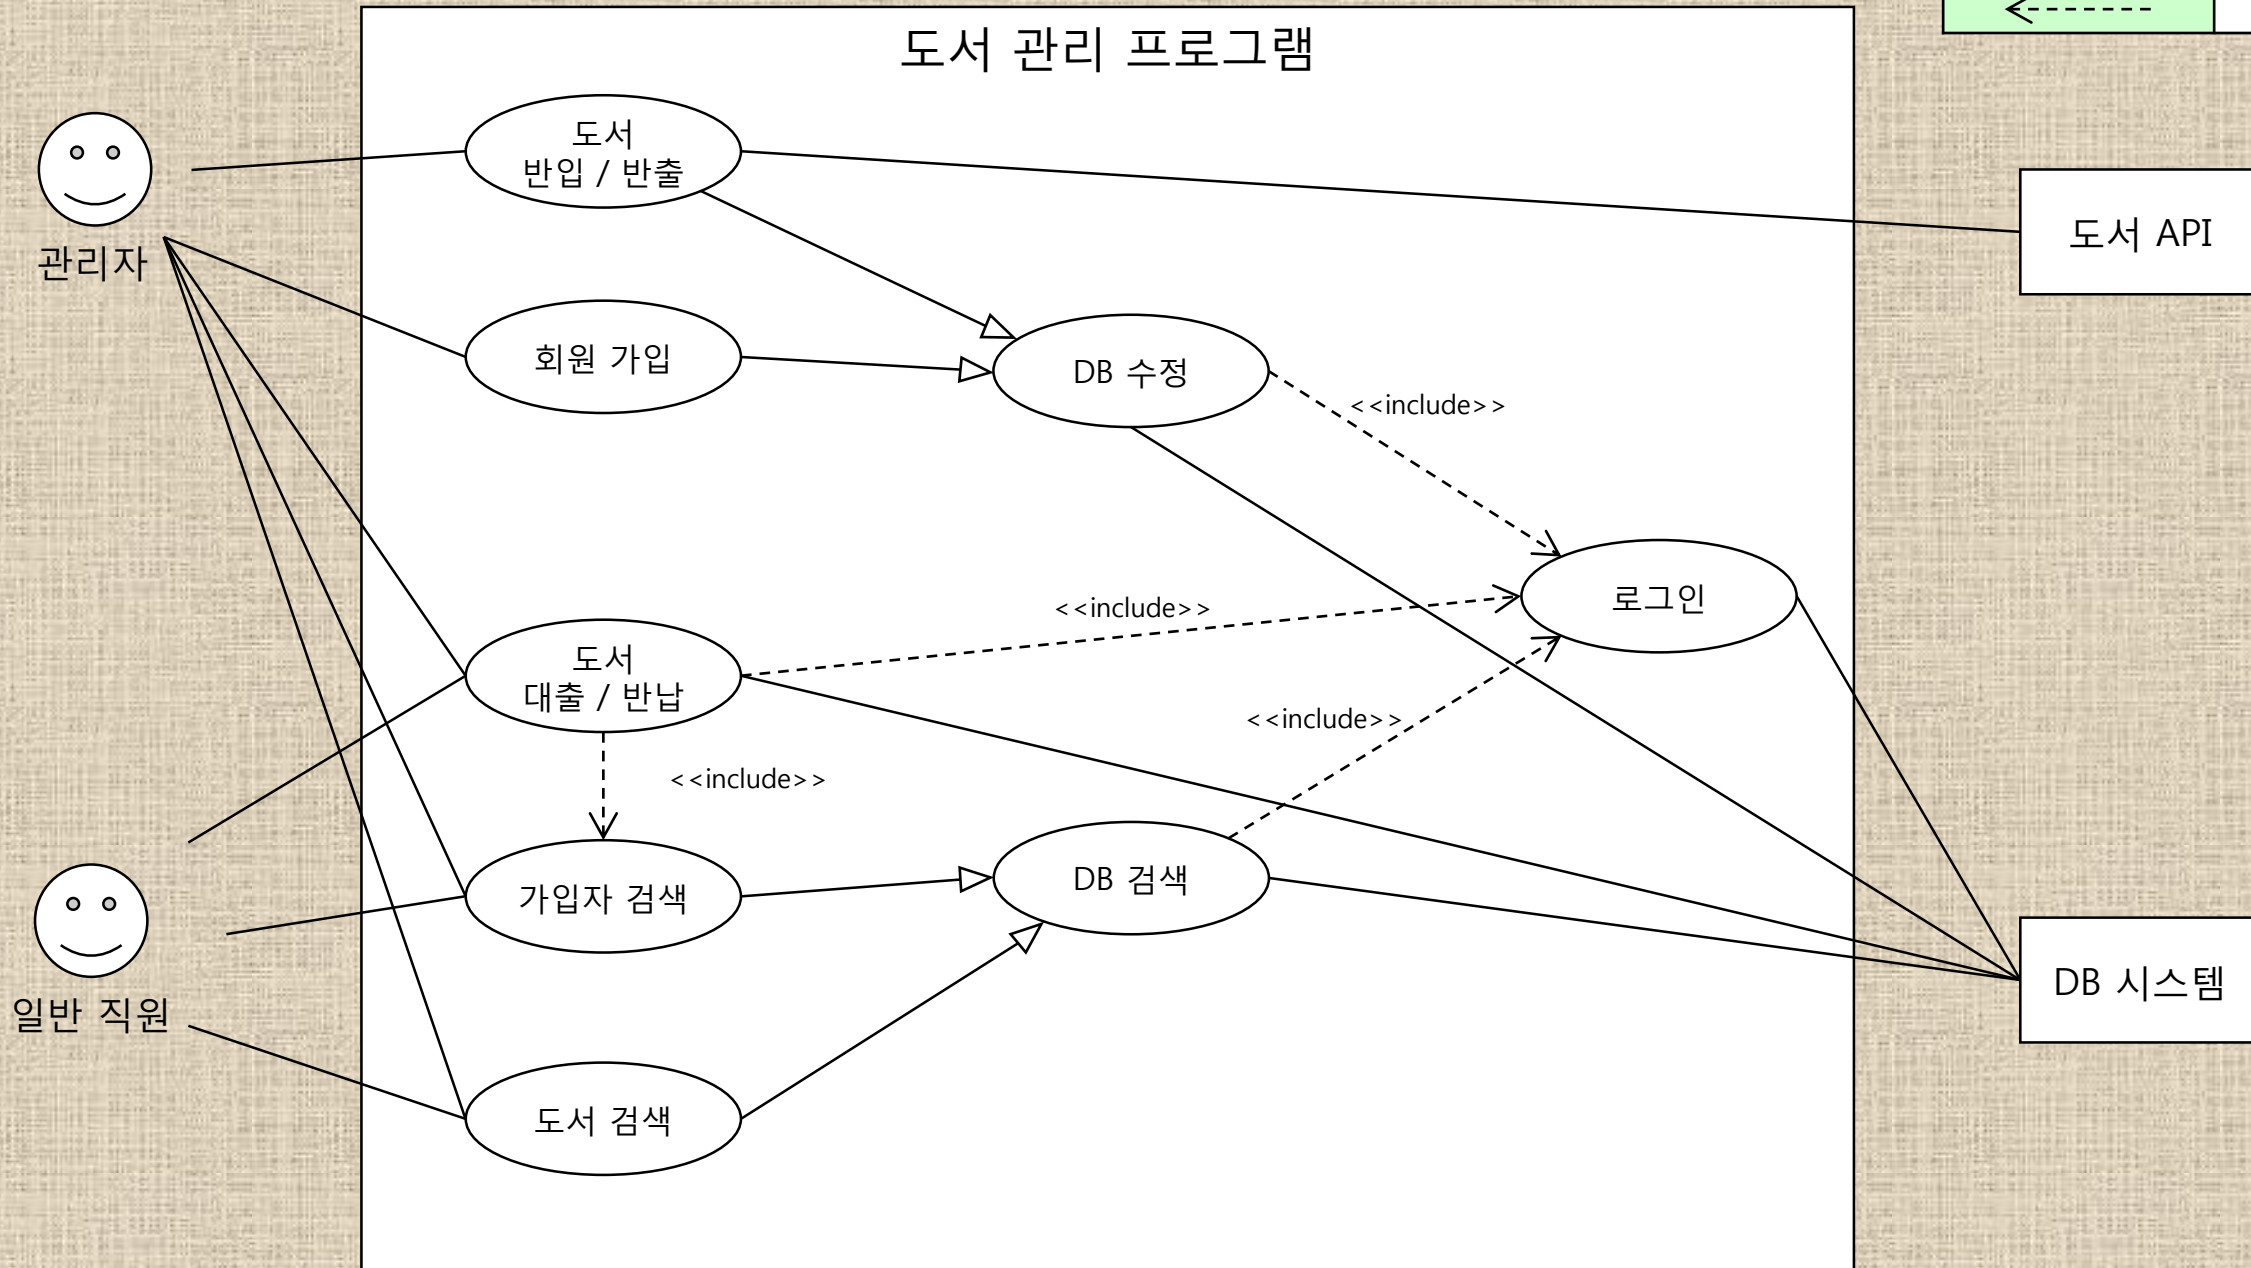 도서 관리 프로그램
도서
반입 / 반출
관리자
도서 API
회원 가입
DB 수정
<<include>>
로그인
<<include>>
도서
대출 / 반납
<<include>>
<<include>>
가입자 검색
DB 검색
일반 직원
DB 시스템
도서 검색